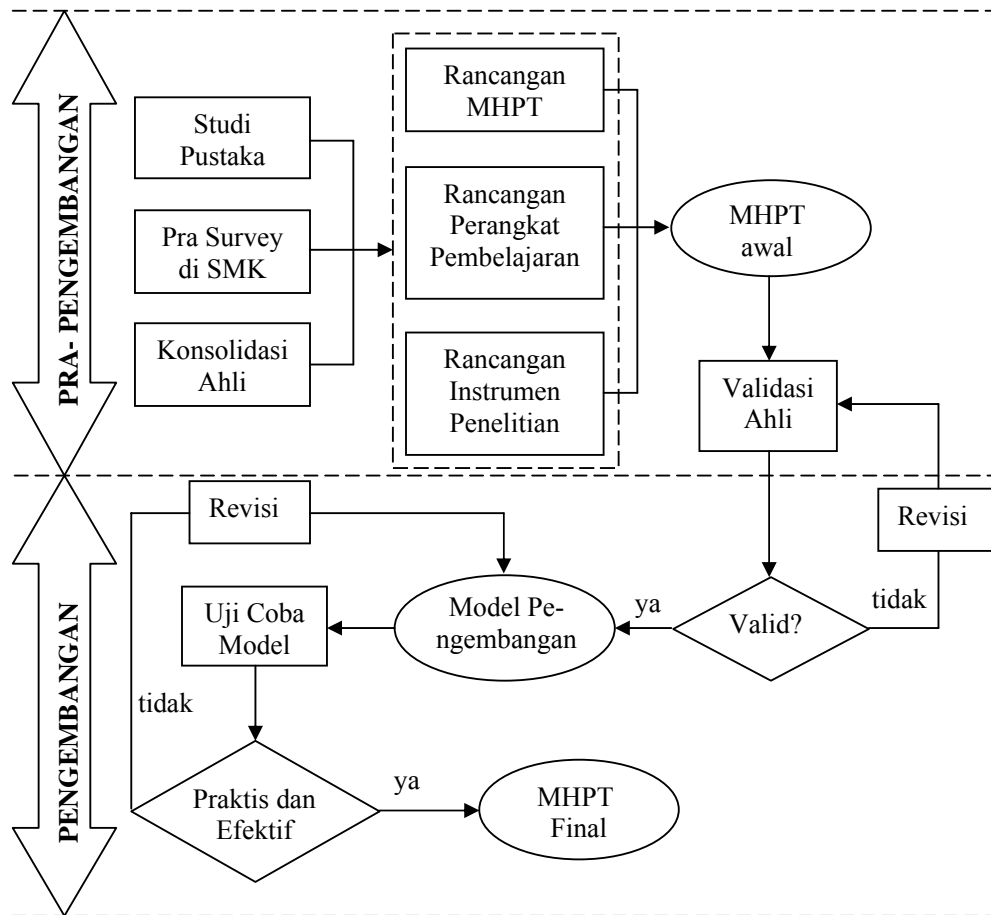 PRA- PENGEMBANGAN
Studi
Pustaka
Pra Survey
di SMK
Konsolidasi
Ahli
Rancangan
MHPT
Rancangan
Perangkat
Pembelajaran
Rancangan
Instrumen
Penelitian
MHPT
awal
Validasi
Ahli
PENGEMBANGAN
Revisi
Revisi
Uji Coba
Model
Model Pe-
ngembangan
ya
Valid?
tidak
tidak
Praktis dan
Efektif
ya
MHPT
Final